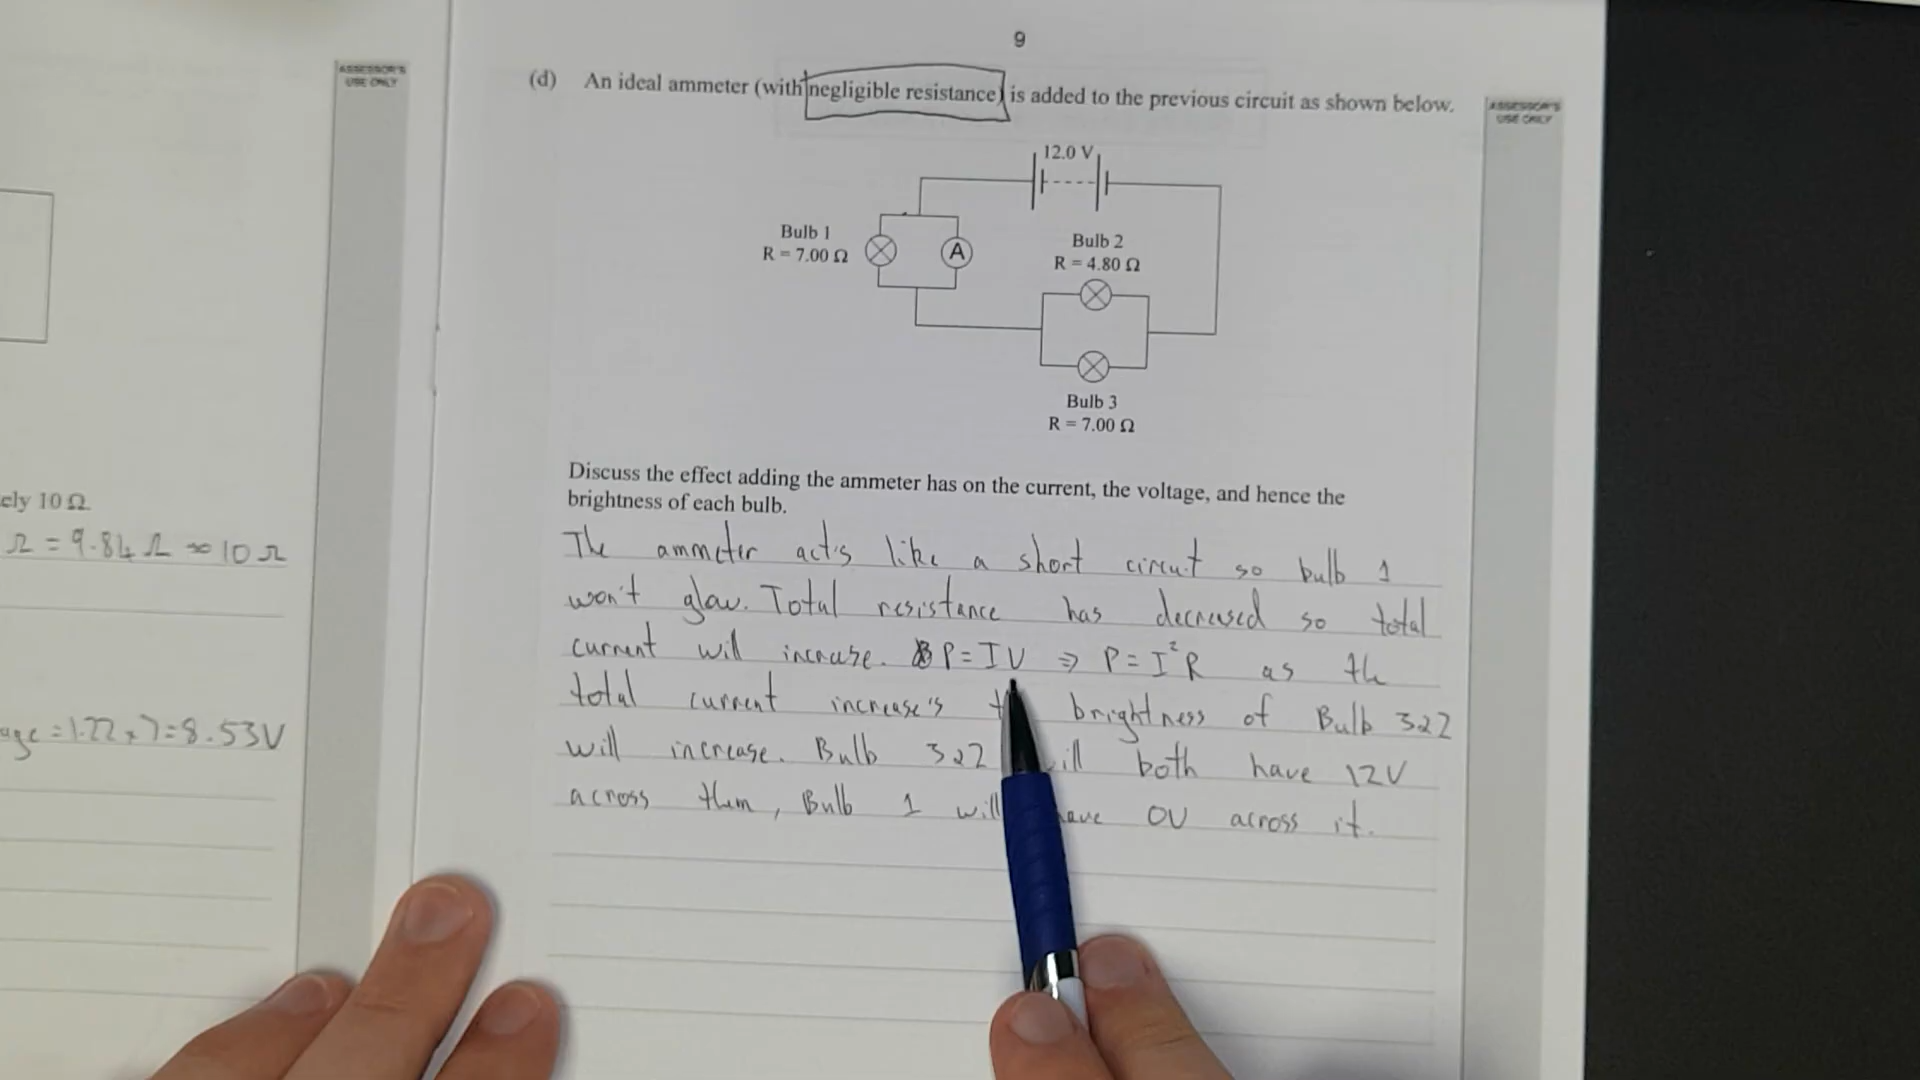 9
ASSESSOR'S
USE ONLY
ASSESSOR'S
USE ONLY
(d) An ideal ammeter (with negligible resistance) is added to the previous circuit as shown below.
12.0 V
Bulb 1
R = 7.00 Ω
A
Bulb 2
R = 4.80 Ω
Bulb 3
R = 7.00 Ω
Discuss the effect adding the ammeter has on the current, the voltage, and hence the
brightness of each bulb.
The ammeter acts like a short circuit so bulb 1
won't glow. Total resistance has decreased so total
current will increase. P = IV ⇒ P = I²R as the
total current increase's brightness of Bulb 3&2
will increase. Bulb 3&2 will both have 12V
across them, Bulb 1 will have 0V across it.
ely 10 Ω.
Ω = 9.84 Ω ≈ 10 Ω
age = 1.22 × 7 = 8.53V